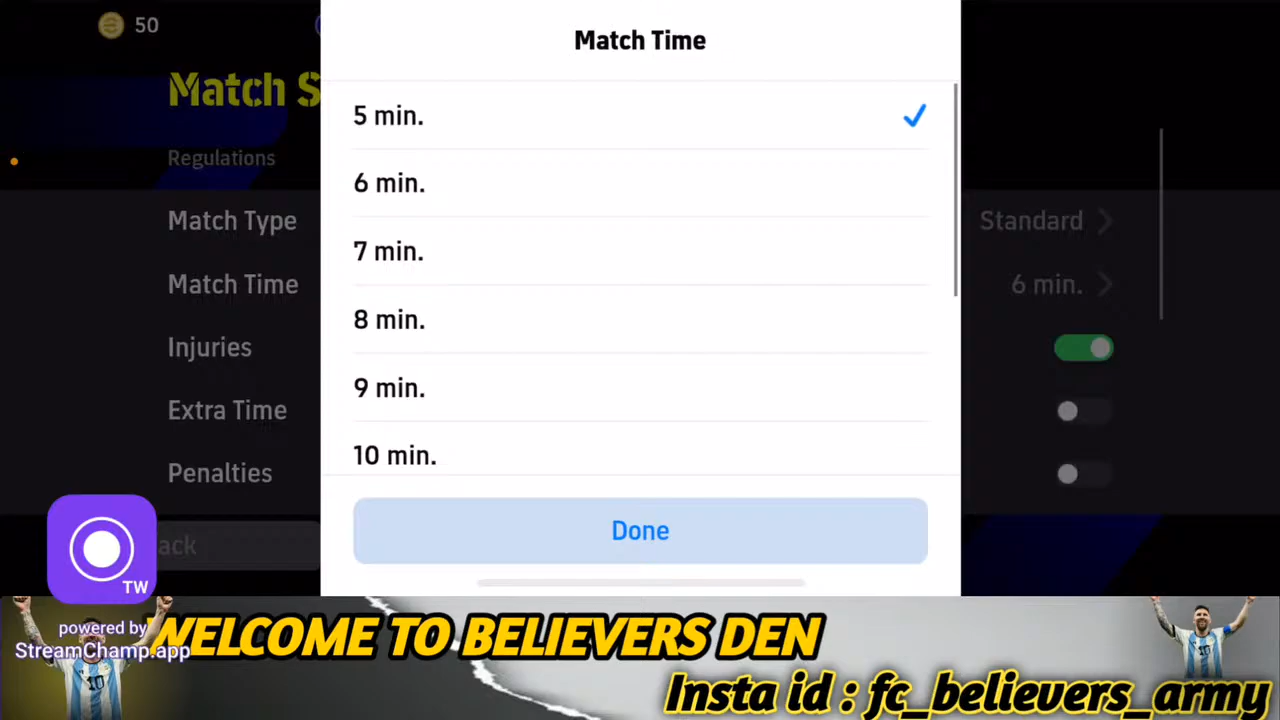 50
Match S
Regulations
Match Type
Standard
Match Time
6 min.
Injuries
Extra Time
Penalties
ack
Match Time
5 min.
6 min.
7 min.
8 min.
9 min.
10 min.
Done
TW
powered by
StreamChamp.app
WELCOME TO BELIEVERS DEN
Insta id : fc_believers_army
10
10